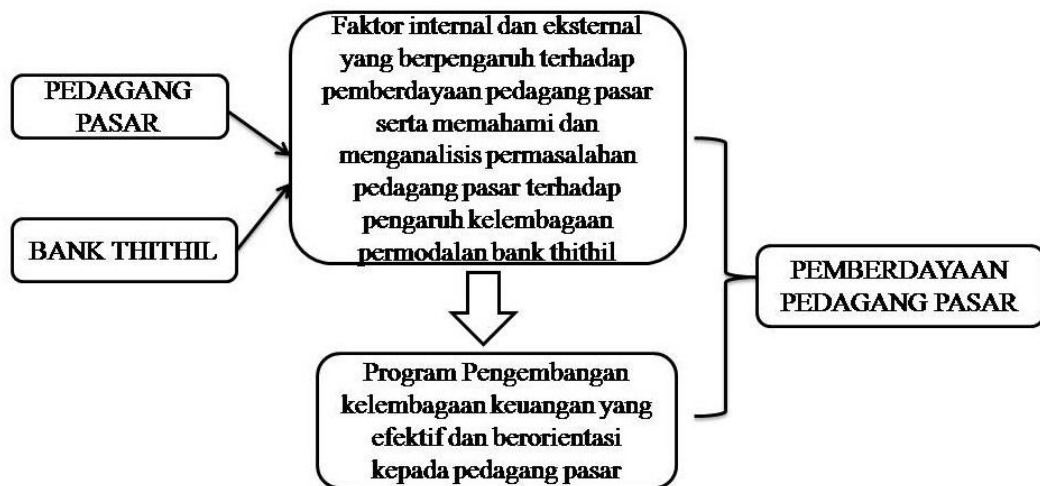 PEDAGANG
PASAR
BANK THITHIL
Faktor internal dan eksternal
yang berpengaruh terhadap
pemberdayaan pedagang pasar
serta memahami dan
menganalisis permasalahan
pedagang pasar terhadap
pengaruh kelembagaan
permodalan bank thithil
Program Pengembangan
kelembagaan keuangan yang
efektif dan berorientasi
kepada pedagang pasar
PEMBERDAYAAN
PEDAGANG PASAR